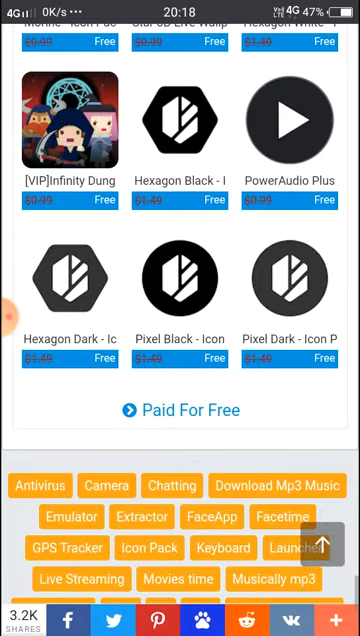 4G 0K/s ••• 20:18 VoLTE 4G 47%
$0.99 Free $0.99 Free $1.49 Free
[VIP]Infinity Dung Hexagon Black - I PowerAudio Plus
$0.99 Free $1.49 Free $0.99 Free
Hexagon Dark - Ic Pixel Black - Icon Pixel Dark - Icon P
$1.49 Free $1.49 Free $1.49 Free
Paid For Free
Antivirus Camera Chatting Download Mp3 Music
Emulator Extractor FaceApp Facetime
GPS Tracker Icon Pack Keyboard Launcher
Live Streaming Movies time Musically mp3
3.2K
SHARES